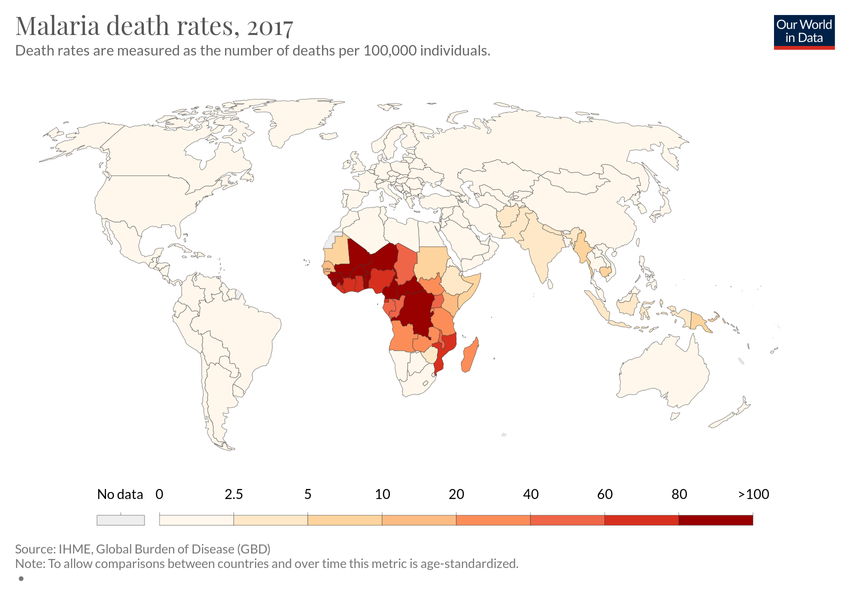 Malaria death rates, 2017
Our World
in Data
Death rates are measured as the number of deaths per 100,000 individuals.
No data 0 2.5 5 10 20 40 60 80 >100
Source: IHME, Global Burden of Disease (GBD)
Note: To allow comparisons between countries and over time this metric is age-standardized.
•